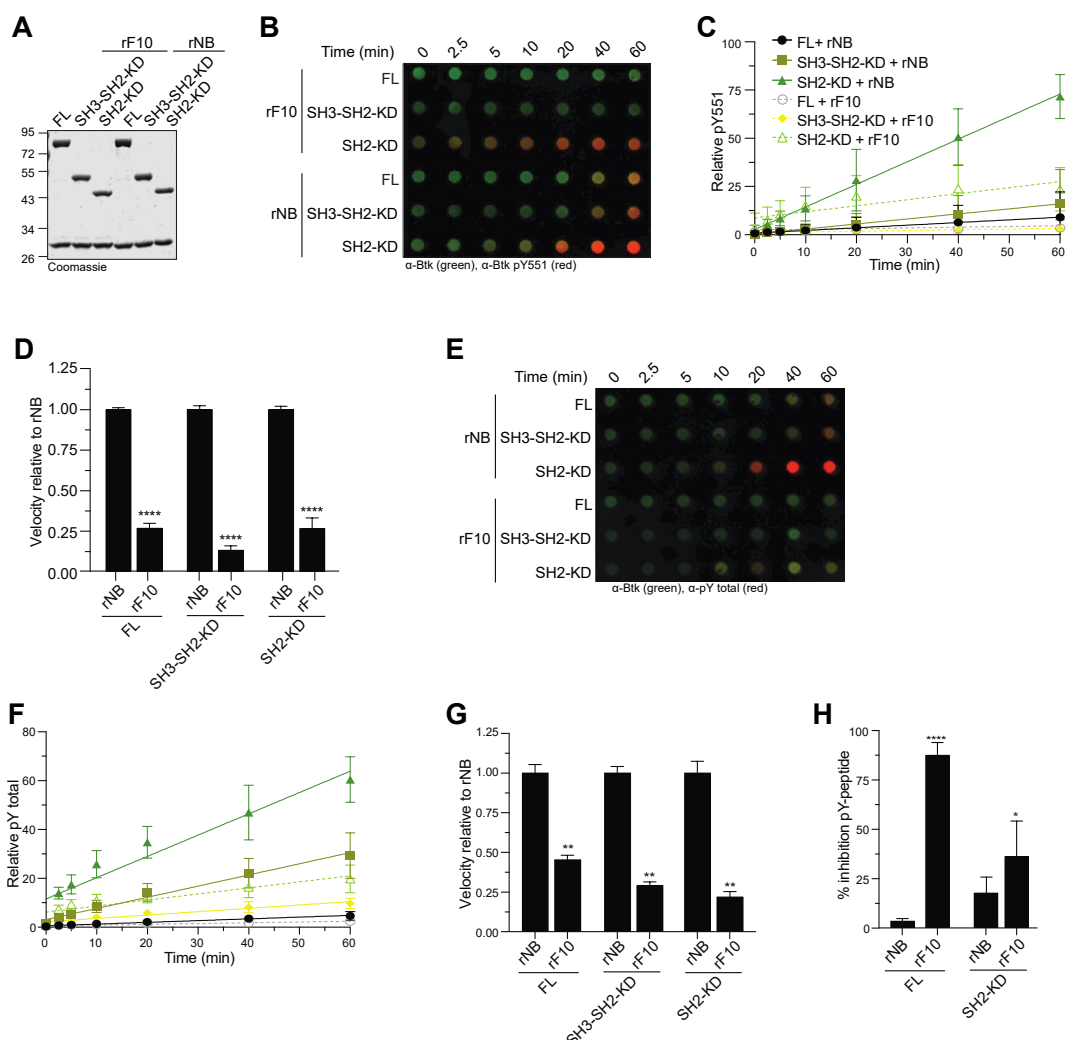 A
rF10
rNB
FL
SH3-SH2-KD
SH2-KD
FL
SH3-SH2-KD
SH2-KD
95
72
55
43
34
26
Coomassie
B
Time (min)
0
2.5
5
10
20
40
60
rF10
FL
SH3-SH2-KD
SH2-KD
rNB
FL
SH3-SH2-KD
SH2-KD
α-Btk (green), α-Btk pY551 (red)
C
FL+ rNB
SH3-SH2-KD + rNB
SH2-KD + rNB
FL + rF10
SH3-SH2-KD + rF10
SH2-KD + rF10
Relative pY551
100
75
50
25
0
0
10
20
40
60
Time (min)
D
Velocity relative to rNB
1.25
1.00
0.75
0.50
0.25
0.00
****
****
****
rNB
rF10
rNB
rF10
rNB
rF10
FL
SH3-SH2-KD
SH2-KD
E
Time (min)
0
2.5
5
10
20
40
60
rNB
FL
SH3-SH2-KD
SH2-KD
rF10
FL
SH3-SH2-KD
SH2-KD
α-Btk (green), α-pY total (red)
F
Relative pY total
80
60
40
20
0
0
10
20
40
60
Time (min)
G
Velocity relative to rNB
1.25
1.00
0.75
0.50
0.25
0.00
**
**
**
rNB
rF10
rNB
rF10
rNB
rF10
FL
SH3-SH2-KD
SH2-KD
H
% inhibition pY-peptide
100
75
50
25
0
****
*
rNB
rF10
rNB
rF10
FL
SH2-KD